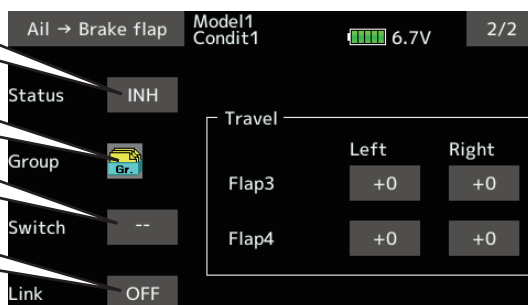 Ail → Brake flap Model1 Condit1 6.7V 2/2
Status INH
Group Gr.
Switch --
Link OFF
Travel
Left Right
Flap3 +0 +0
Flap4 +0 +0